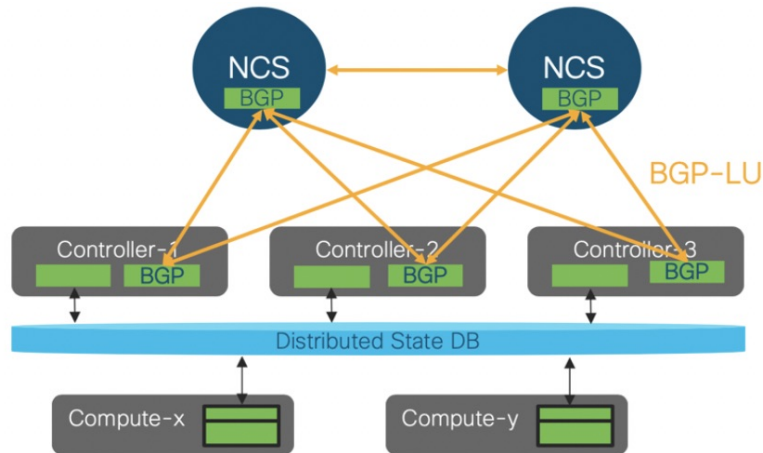 NCS
BGP
NCS
BGP
BGP-LU
Controller-1
BGP
Controller-2
BGP
Controller-3
BGP
Distributed State DB
Compute-x
Compute-y